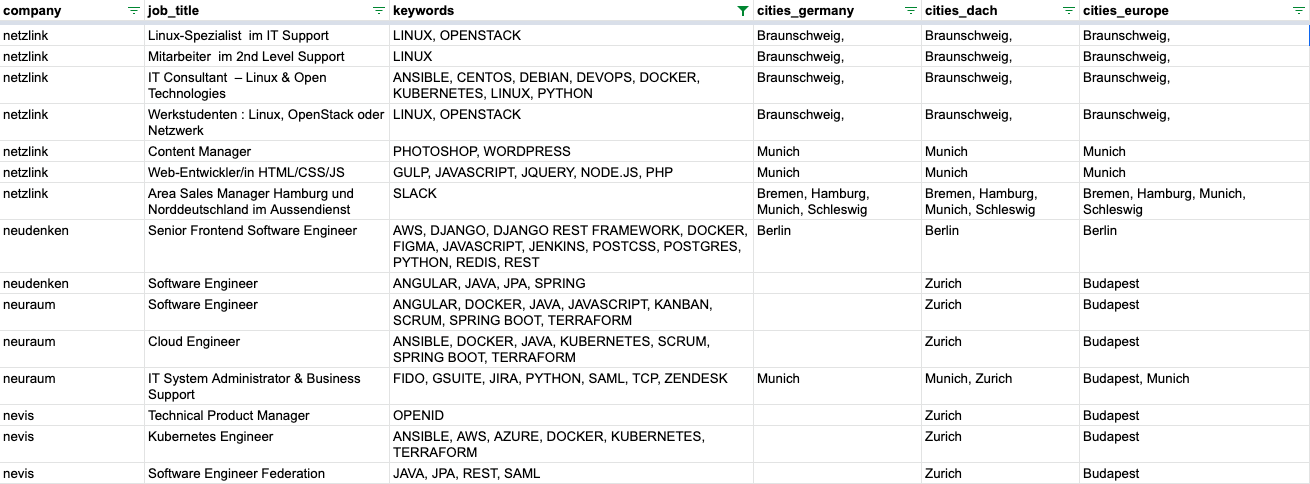 company job_title keywords cities_germany cities_dach cities_europe
netzlink Linux-Spezialist im IT Support LINUX, OPENSTACK Braunschweig, Braunschweig, Braunschweig,
netzlink Mitarbeiter im 2nd Level Support LINUX Braunschweig, Braunschweig, Braunschweig,
netzlink IT Consultant – Linux & Open ANSIBLE, CENTOS, DEBIAN, DEVOPS, DOCKER, Braunschweig, Braunschweig, Braunschweig,
Technologies KUBERNETES, LINUX, PYTHON
netzlink Werkstudenten : Linux, OpenStack oder LINUX, OPENSTACK Braunschweig, Braunschweig, Braunschweig,
Netzwerk
netzlink Content Manager PHOTOSHOP, WORDPRESS Munich Munich Munich
netzlink Web-Entwickler/in HTML/CSS/JS GULP, JAVASCRIPT, JQUERY, NODE.JS, PHP Munich Munich Munich
netzlink Area Sales Manager Hamburg und SLACK Bremen, Hamburg, Bremen, Hamburg, Bremen, Hamburg, Munich,
Norddeutschland im Aussendienst Munich, Schleswig Munich, Schleswig Schleswig
neudenken Senior Frontend Software Engineer AWS, DJANGO, DJANGO REST FRAMEWORK, DOCKER, Berlin Berlin Berlin
FIGMA, JAVASCRIPT, JENKINS, POSTCSS, POSTGRES,
PYTHON, REDIS, REST
neudenken Software Engineer ANGULAR, JAVA, JPA, SPRING Zurich Budapest
neuraum Software Engineer ANGULAR, DOCKER, JAVA, JAVASCRIPT, KANBAN, Zurich Budapest
SCRUM, SPRING BOOT, TERRAFORM
neuraum Cloud Engineer ANSIBLE, DOCKER, JAVA, KUBERNETES, SCRUM, Zurich Budapest
SPRING BOOT, TERRAFORM
neuraum IT System Administrator & Business FIDO, GSUITE, JIRA, PYTHON, SAML, TCP, ZENDESK Munich Munich, Zurich Budapest, Munich
Support
nevis Technical Product Manager OPENID Zurich Budapest
nevis Kubernetes Engineer ANSIBLE, AWS, AZURE, DOCKER, KUBERNETES, Zurich Budapest
TERRAFORM
nevis Software Engineer Federation JAVA, JPA, REST, SAML Zurich Budapest